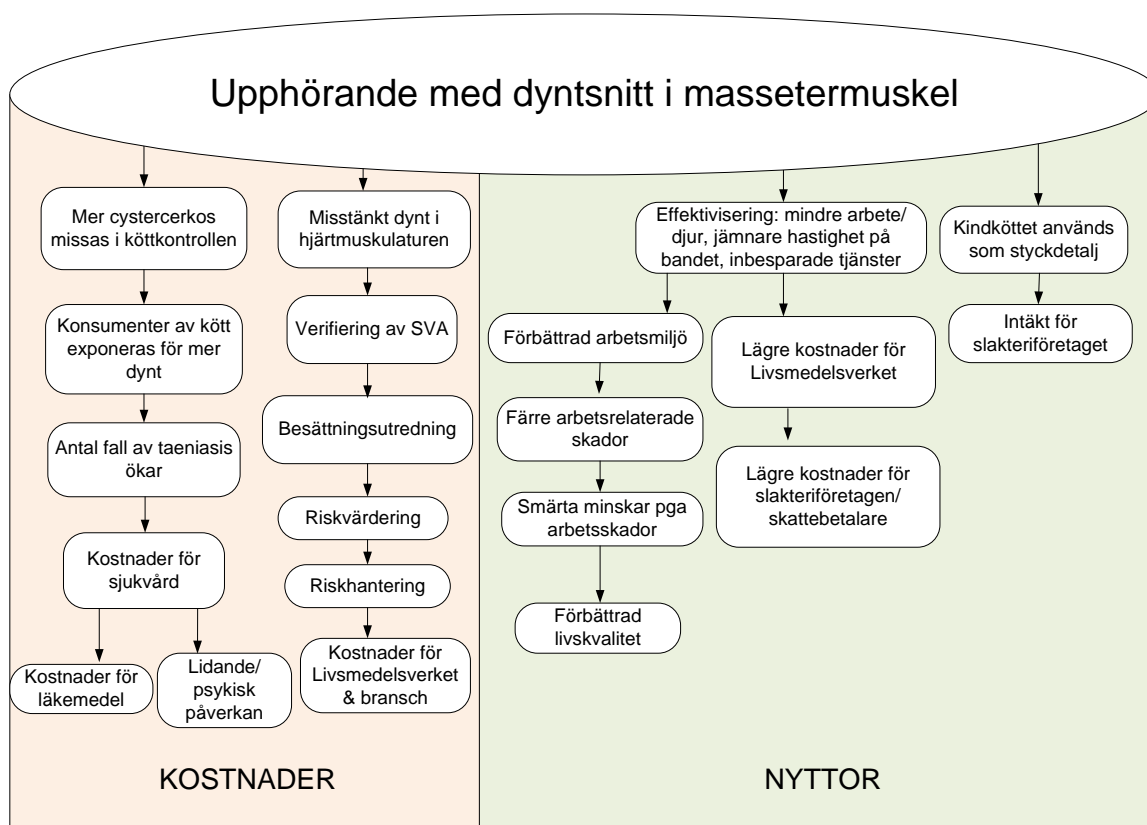 Upphörande med dyntsnitt i massetermuskel
Mer cystercerkos
missas i köttkontrollen
Konsumenter av kött
exponeras för mer
dynt
Antal fall av taeniasis
ökar
Kostnader för
sjukvård
Kostnader för
läkemedel
Lidande/
psykisk
påverkan
Misstänkt dynt i
hjärtmuskulaturen
Verifiering av SVA
Besättningsutredning
Riskvärdering
Riskhantering
Kostnader för
Livsmedelsverket
& bransch
KOSTNADER
Effektivisering: mindre arbete/
djur, jämnare hastighet på
bandet, inbesparade tjänster
Förbättrad arbetsmiljö
Färre arbetsrelaterade
skador
Smärta minskar pga
arbetsskador
Förbättrad
livskvalitet
Lägre kostnader för
Livsmedelsverket
Lägre kostnader för
slakteriföretagen/
skattebetalare
Kindköttet används
som styckdetalj
Intäkt för
slakteriföretaget
NYTTOR